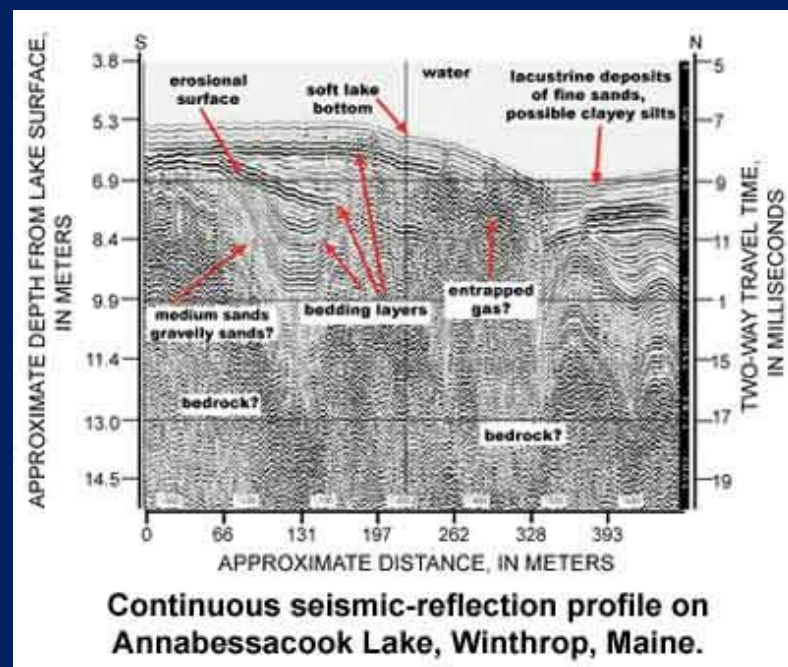 S
N
APPROXIMATE DEPTH FROM LAKE SURFACE,
IN METERS
3.8
5.3
6.9
8.4
9.9
11.4
13.0
14.5
erosional
surface
soft lake
bottom
water
lacustrine deposits
of fine sands,
possible clayey silts
medium sands
gravelly sands?
bedding layers
entrapped
gas?
bedrock?
bedrock?
5
7
9
11
1
15
17
19
TWO-WAY TRAVEL TIME,
IN MILLISECONDS
0
68
131
197
262
328
393
APPROXIMATE DISTANCE, IN METERS
Continuous seismic-reflection profile on
Annabessacook Lake, Winthrop, Maine.